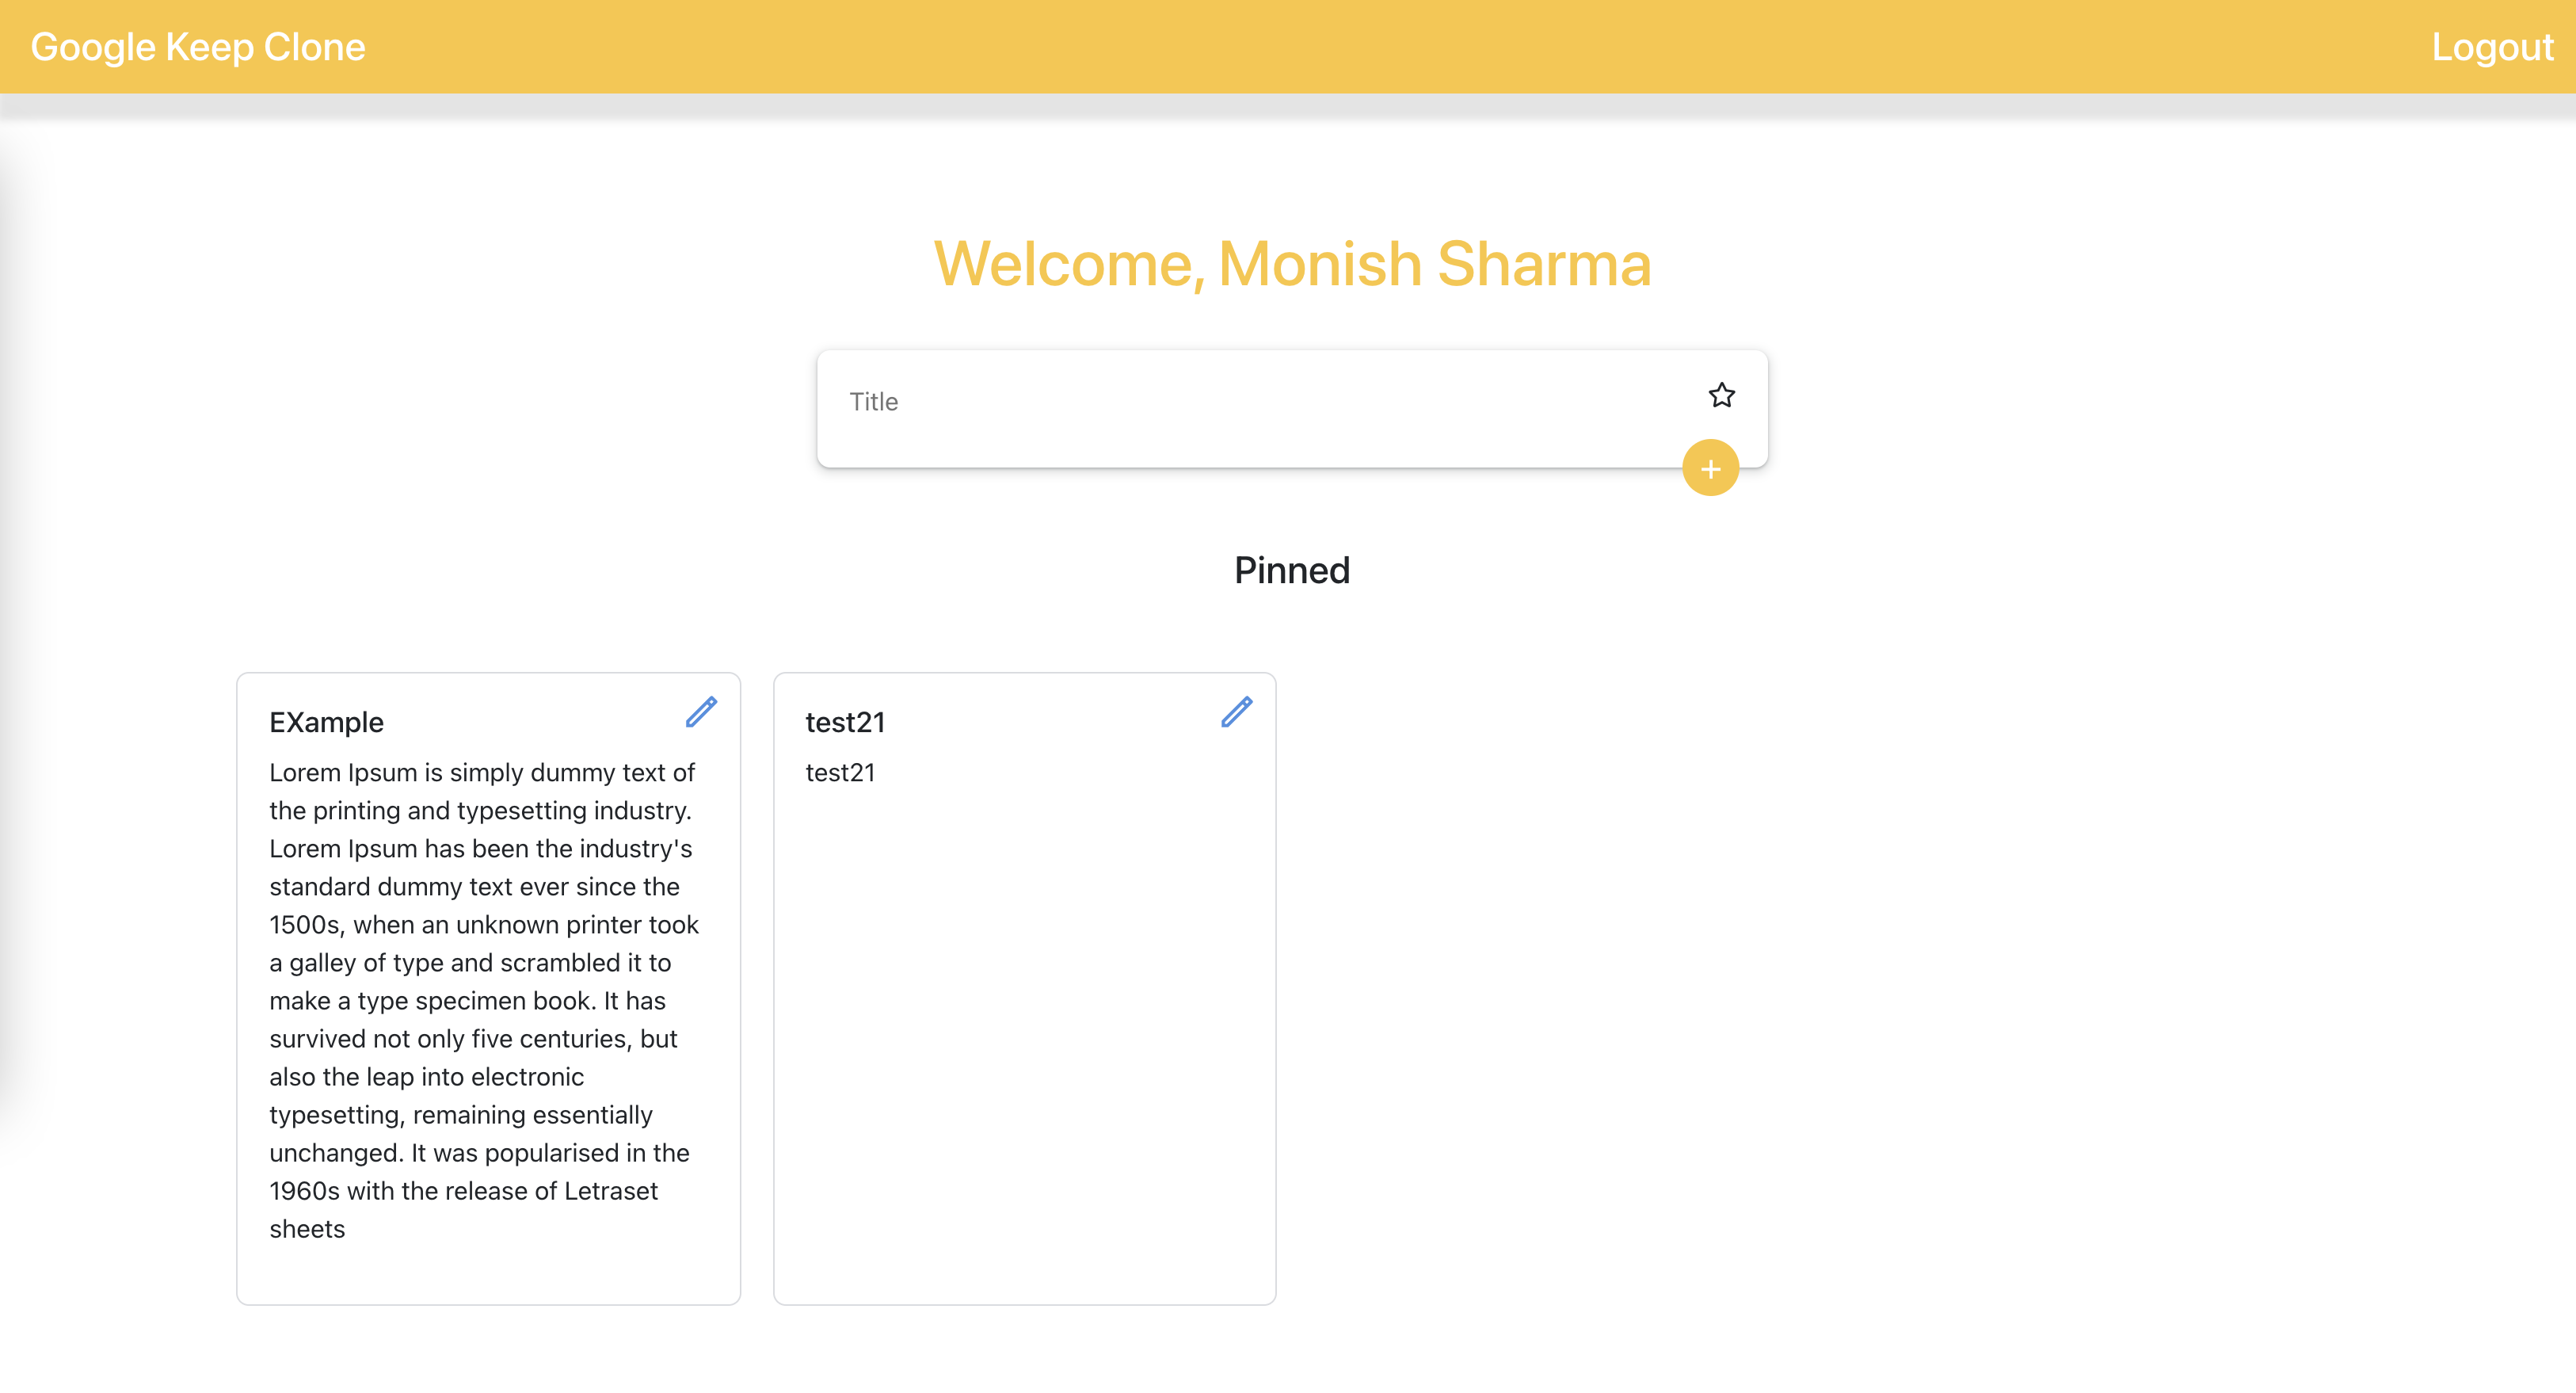 Google Keep Clone
Logout
Welcome, Monish Sharma
Title
+
Pinned
EXample
Lorem Ipsum is simply dummy text of
the printing and typesetting industry.
Lorem Ipsum has been the industry's
standard dummy text ever since the
1500s, when an unknown printer took
a galley of type and scrambled it to
make a type specimen book. It has
survived not only five centuries, but
also the leap into electronic
typesetting, remaining essentially
unchanged. It was popularised in the
1960s with the release of Letraset
sheets
test21
test21